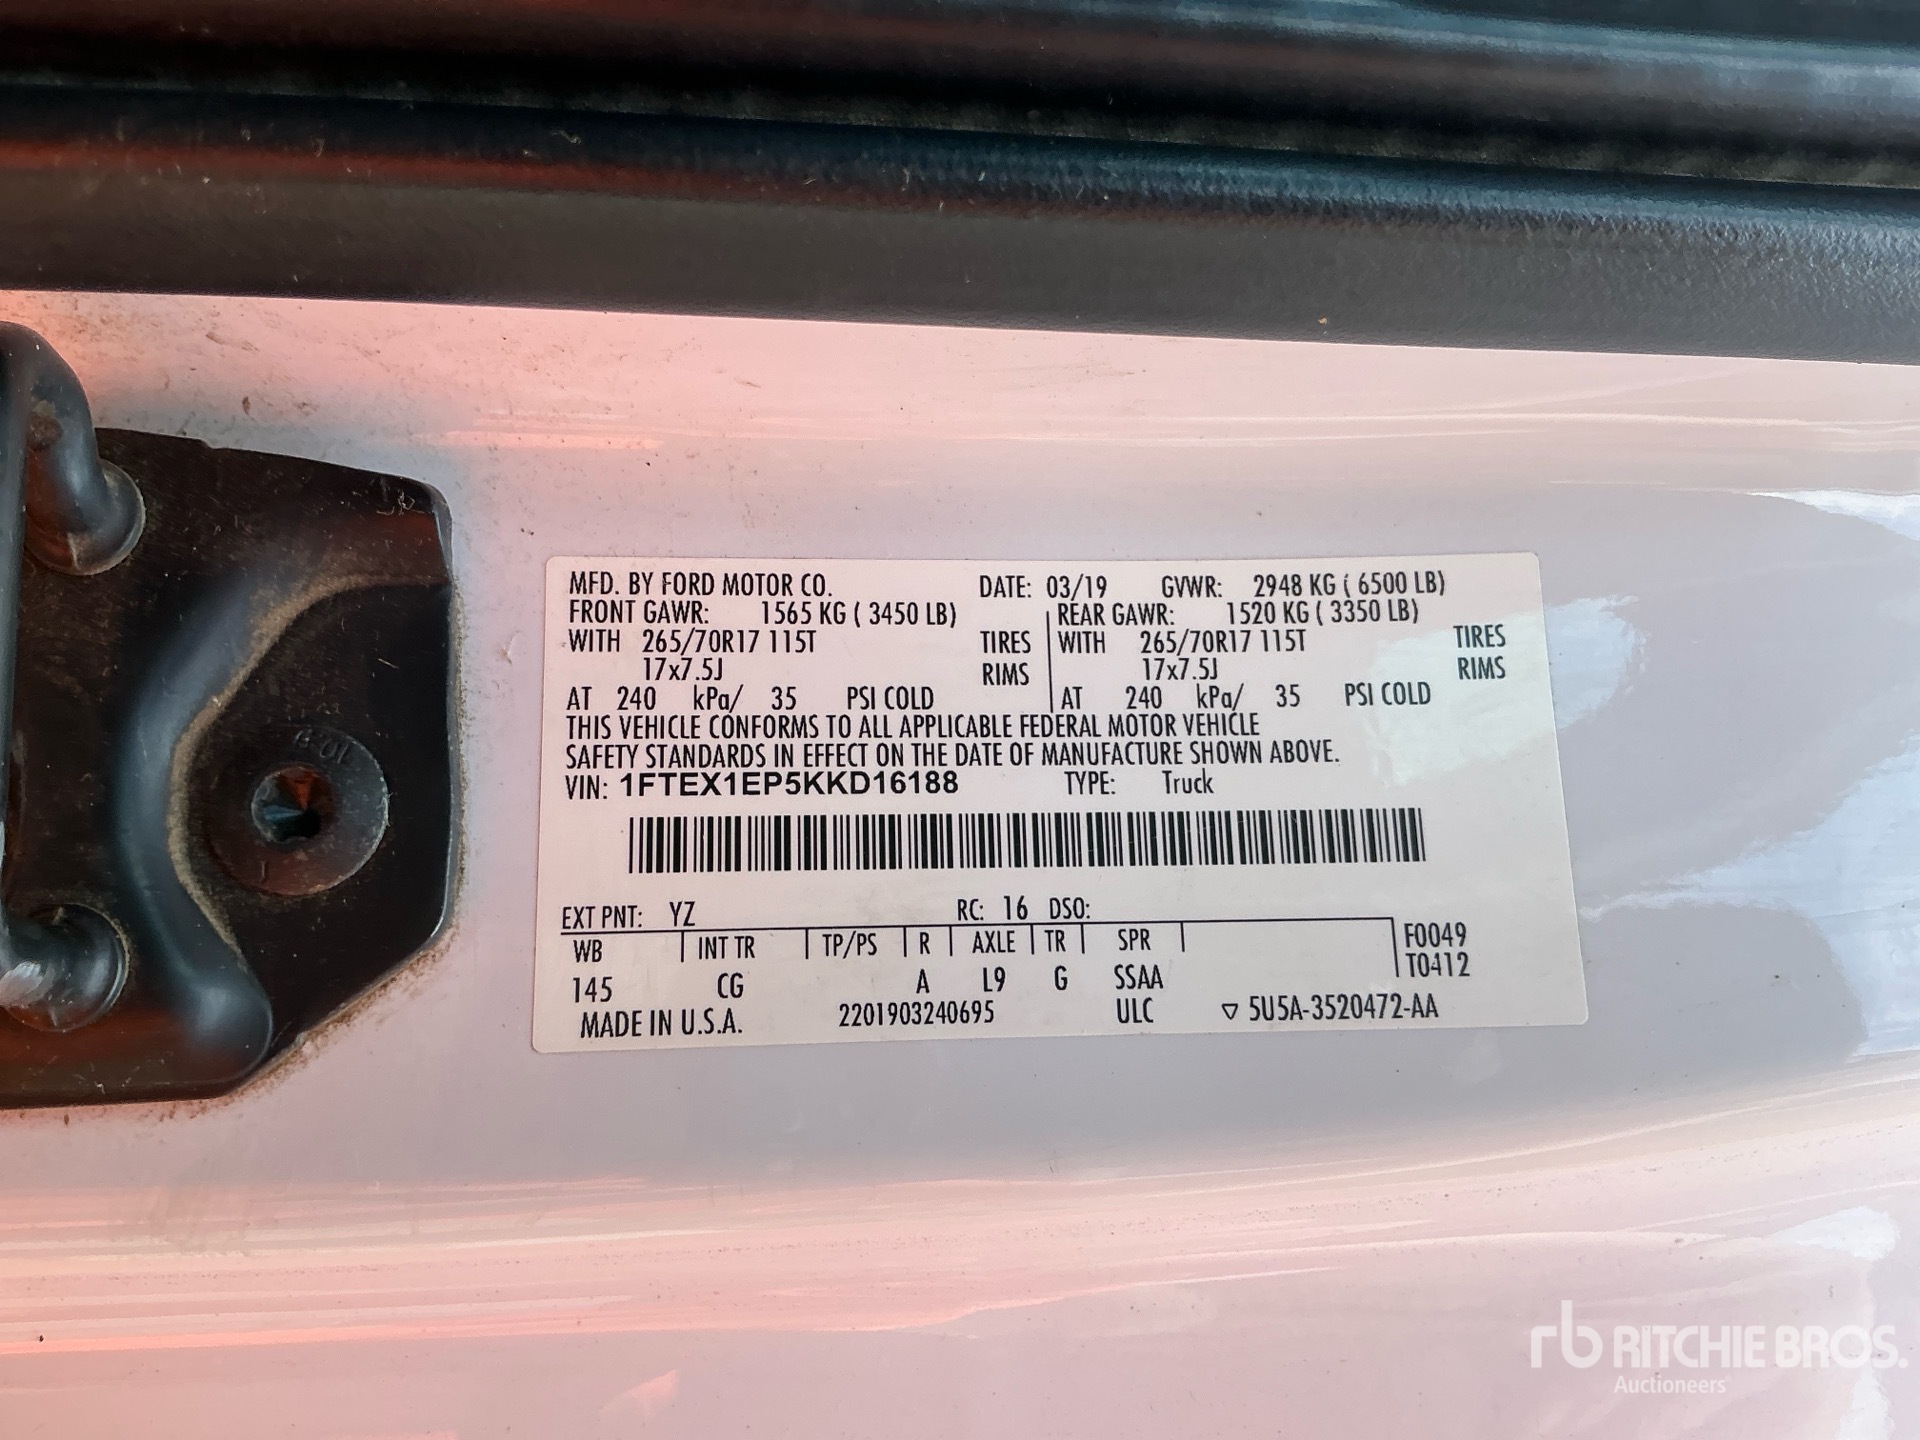 MFD. BY FORD MOTOR CO. DATE: 03/19 GVWR: 2948 KG ( 6500 LB)
FRONT GAWR: 1565 KG ( 3450 LB) REAR GAWR: 1520 KG ( 3350 LB)
WITH 265/70R17 115T TIRES WITH 265/70R17 115T TIRES
17x7.5J RIMS 17x7.5J RIMS
AT 240 kPa/ 35 PSI COLD AT 240 kPa/ 35 PSI COLD
THIS VEHICLE CONFORMS TO ALL APPLICABLE FEDERAL MOTOR VEHICLE
SAFETY STANDARDS IN EFFECT ON THE DATE OF MANUFACTURE SHOWN ABOVE.
VIN: 1FTEX1EP5KKD16188 TYPE: Truck
EXT PNT: YZ RC: 16 DSO:
WB INT TR TP/PS R AXLE TR SPR F0049
145 CG A L9 G SSAA T0412
MADE IN U.S.A. 2201903240695 ULC ▽ 5U5A-3520472-AA
rb RITCHIE BROS.
Auctioneers